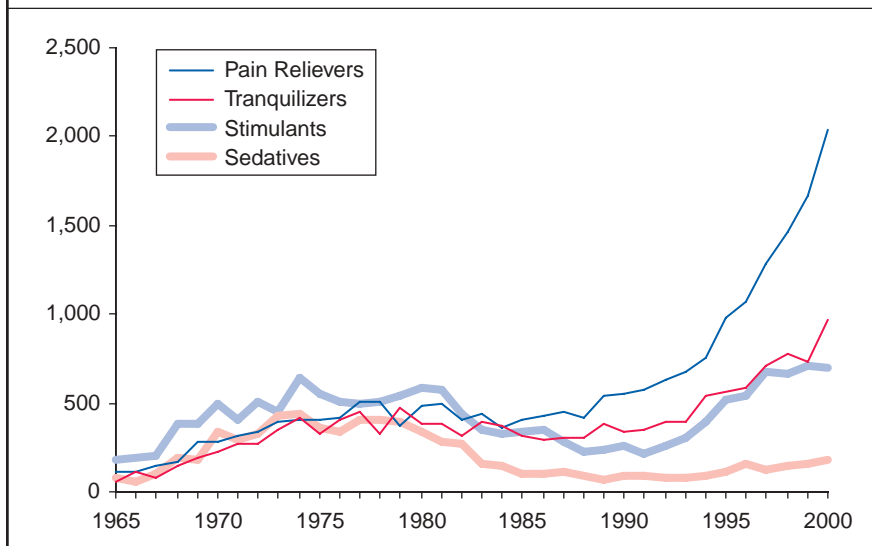 2,500
2,000
1,500
1,000
500
0
Pain Relievers
Tranquilizers
Stimulants
Sedatives
1965 1970 1975 1980 1985 1990 1995 2000